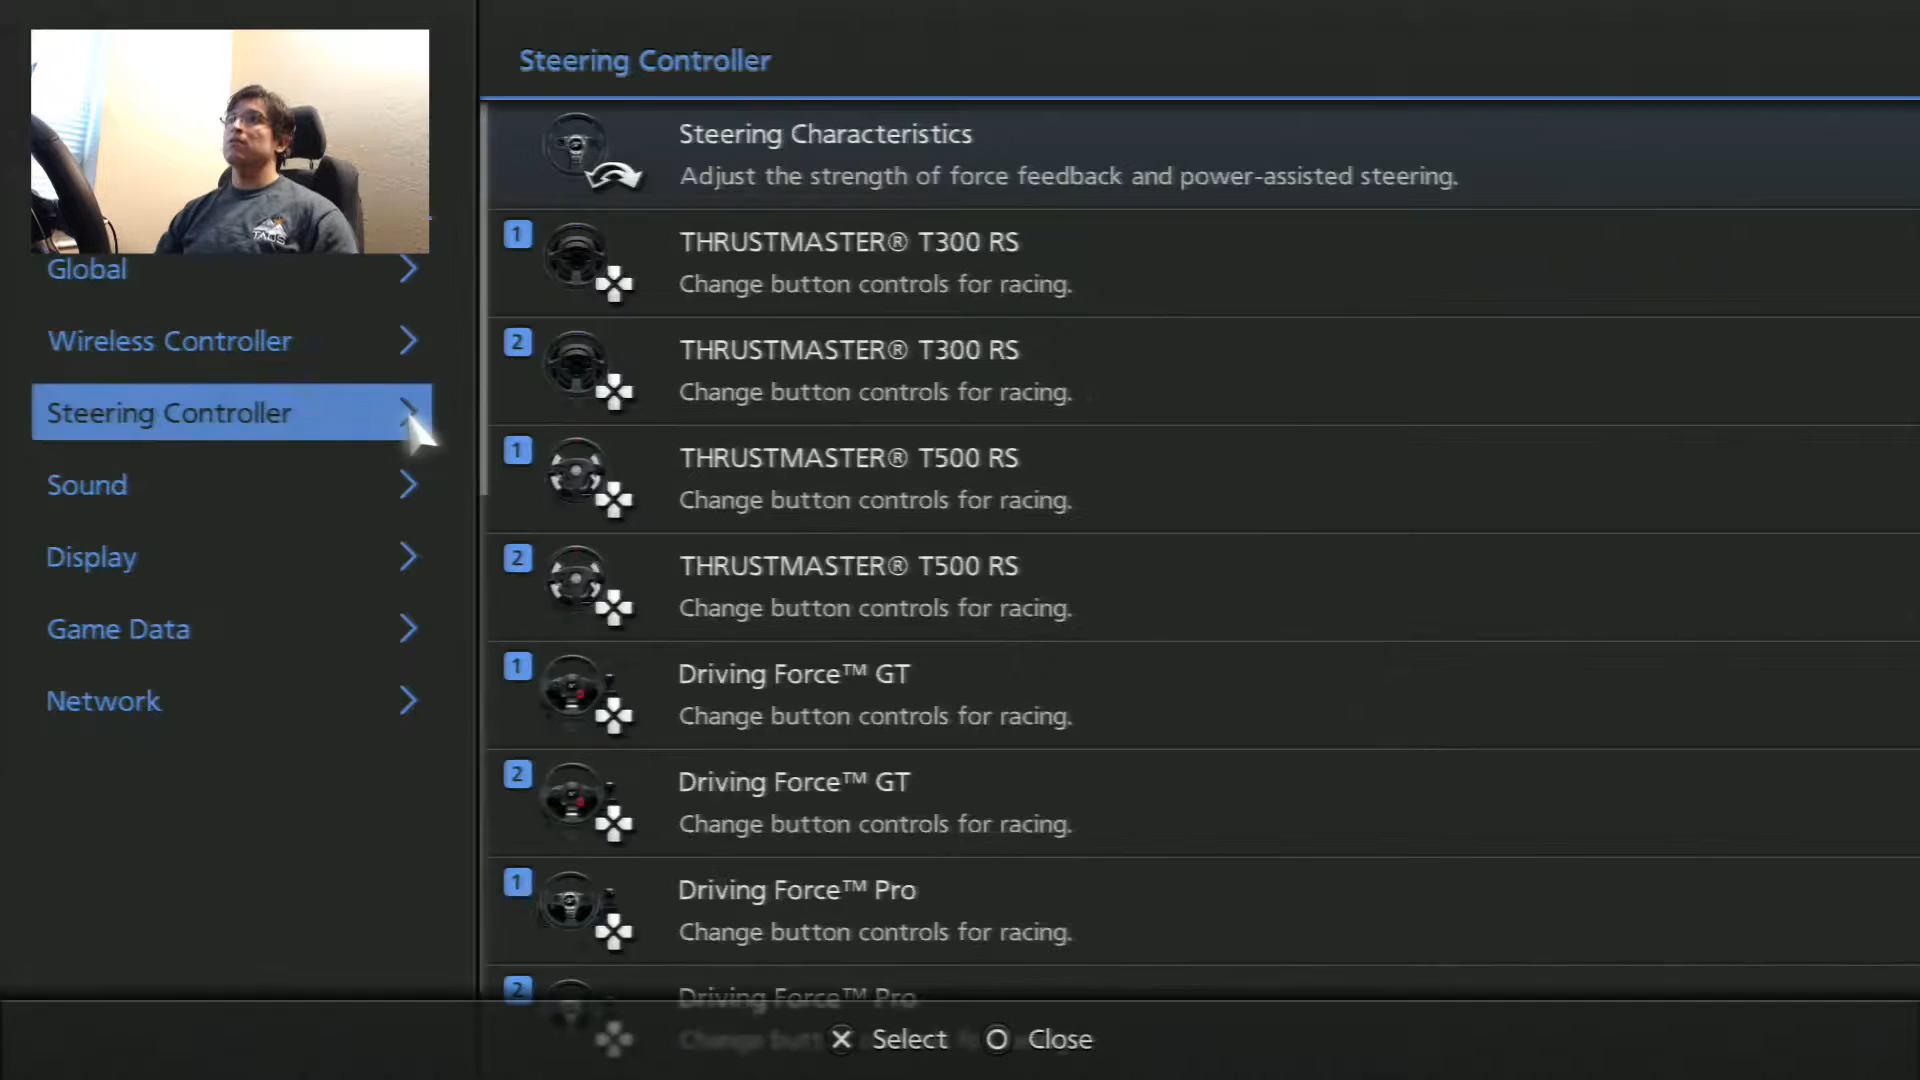 Global
Wireless Controller
Steering Controller
Sound
Display
Game Data
Network
Steering Controller
Steering Characteristics
Adjust the strength of force feedback and power-assisted steering.
1
THRUSTMASTER® T300 RS
Change button controls for racing.
2
THRUSTMASTER® T300 RS
Change button controls for racing.
1
THRUSTMASTER® T500 RS
Change button controls for racing.
2
THRUSTMASTER® T500 RS
Change button controls for racing.
1
Driving Force™ GT
Change button controls for racing.
2
Driving Force™ GT
Change button controls for racing.
1
Driving Force™ Pro
Change button controls for racing.
2
Driving Force™ Pro
Select
Close